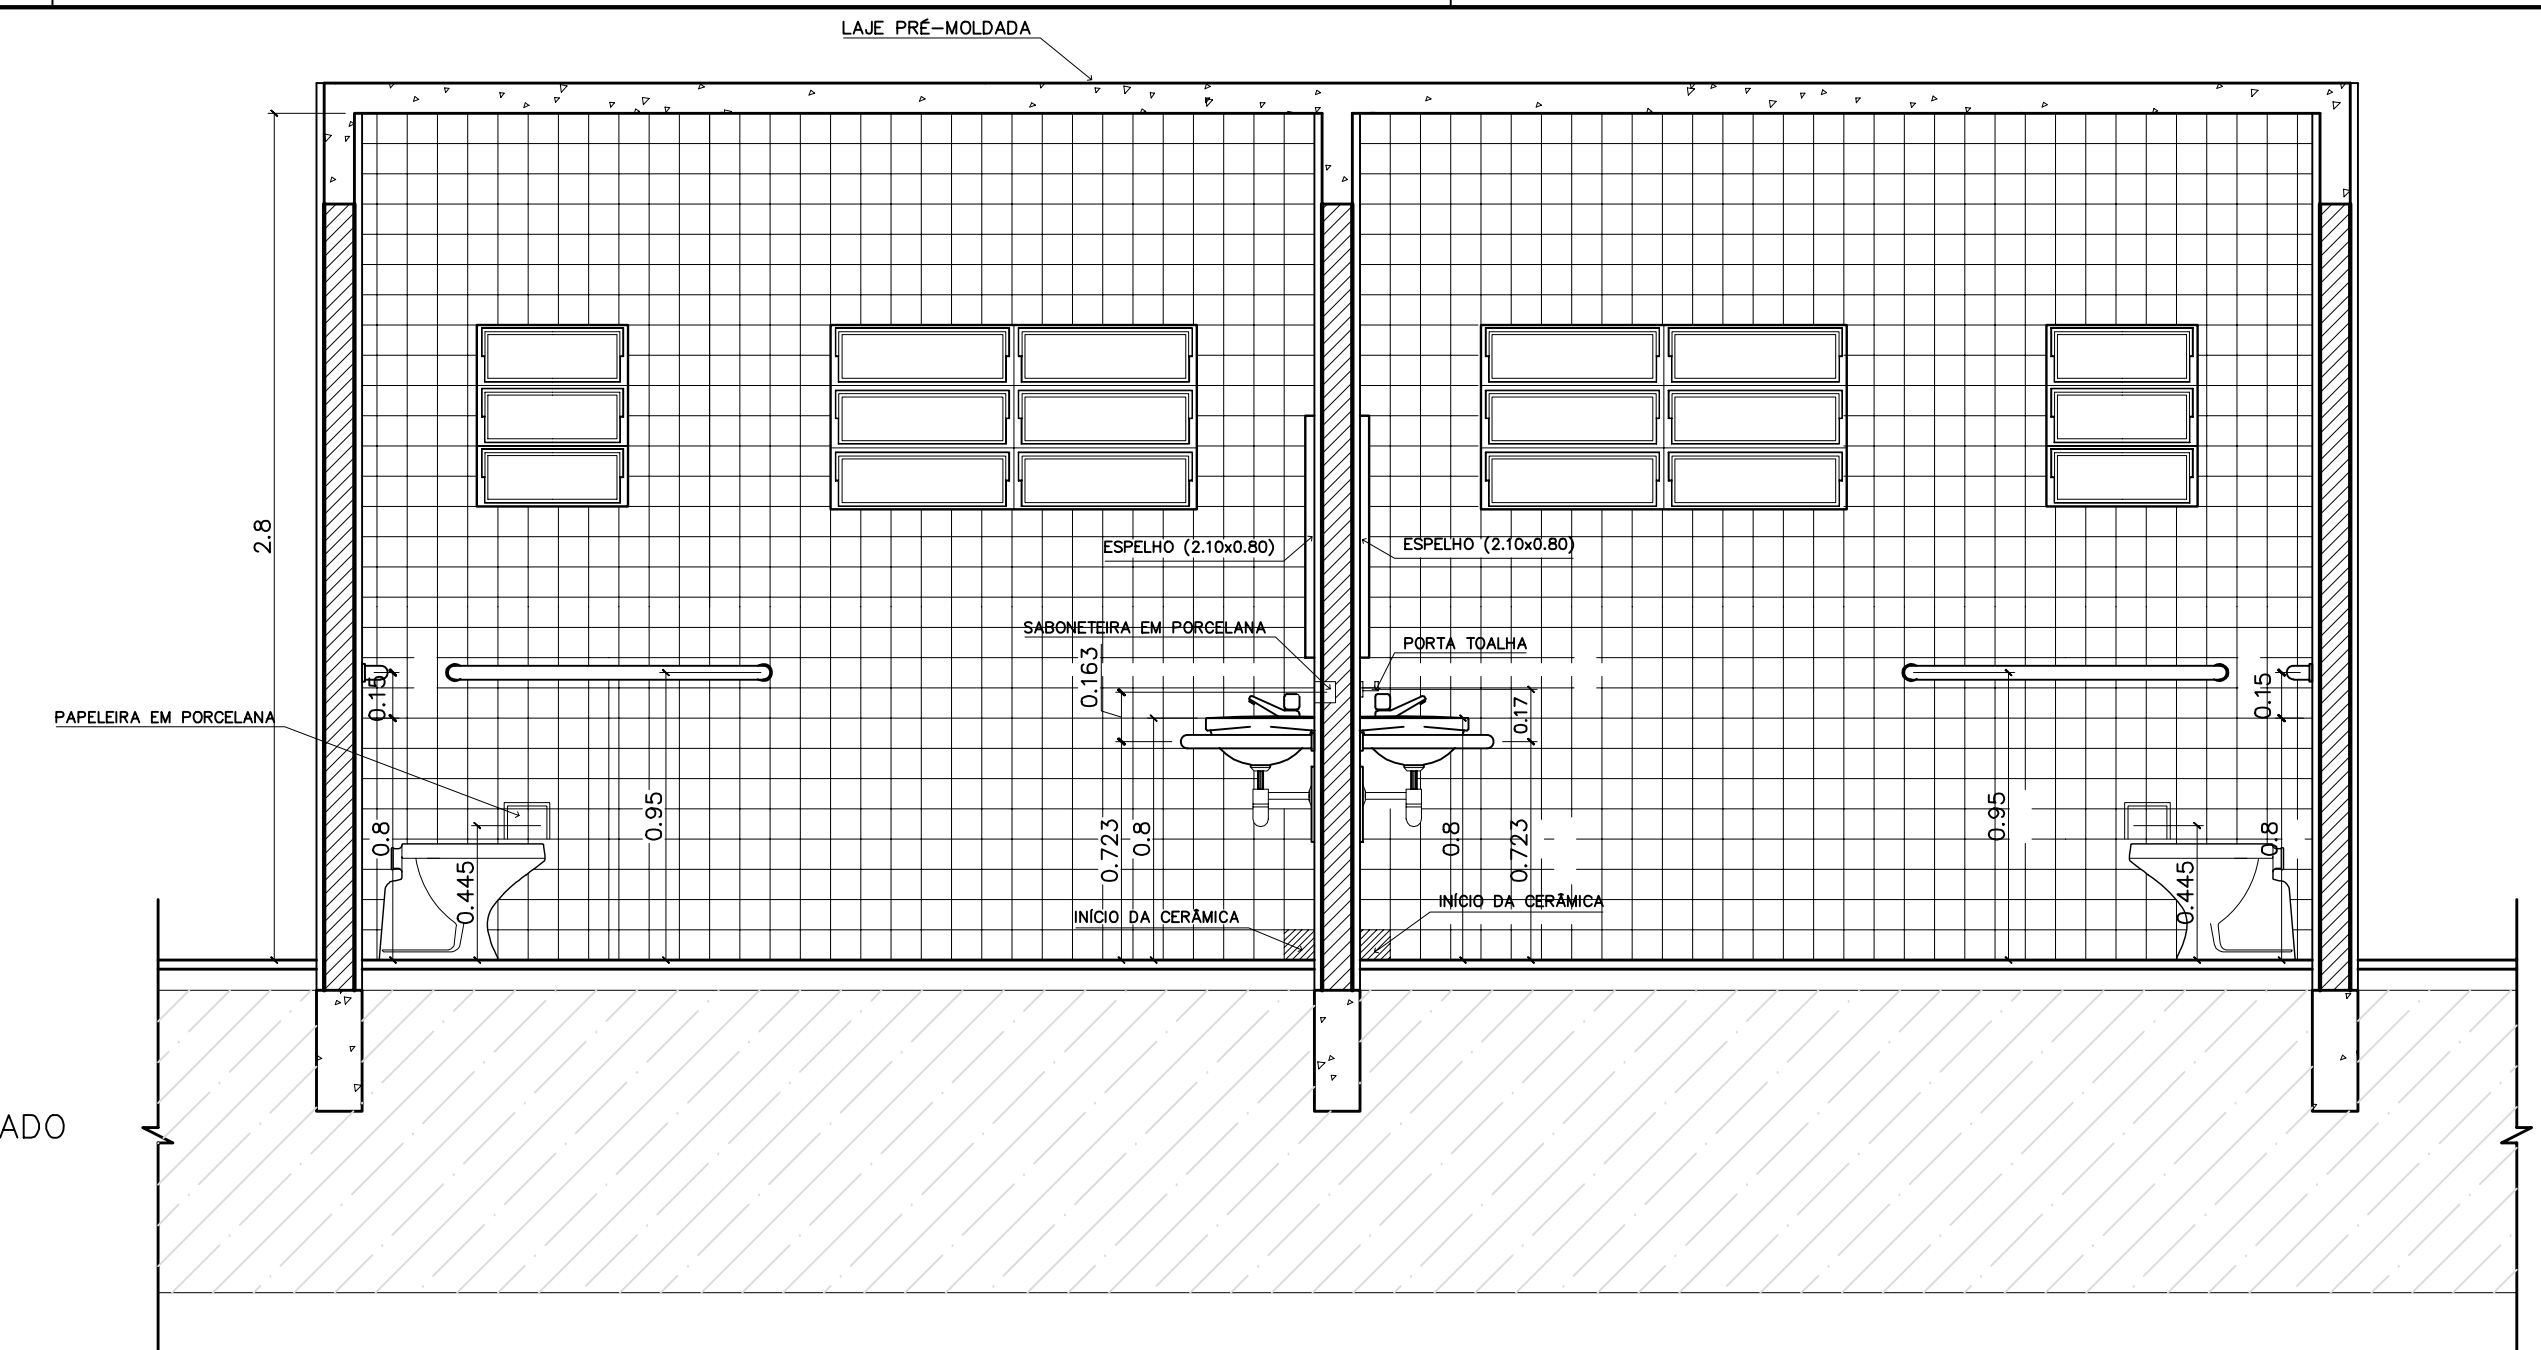 LAJE PRÉ-MOLDADA
2.8
ESPELHO (2.10x0.80)
ESPELHO (2.10x0.80)
SABONETEIRA EM PORCELANA
PORTA TOALHA
0.163
0.15
0.17
0.15
PAPELEIRA EM PORCELANA
0.8
0.95
0.445
0.723
0.8
0.8
0.723
0.95
0.8
0.445
INÍCIO DA CERÂMICA
INÍCIO DA CERÂMICA
ADO